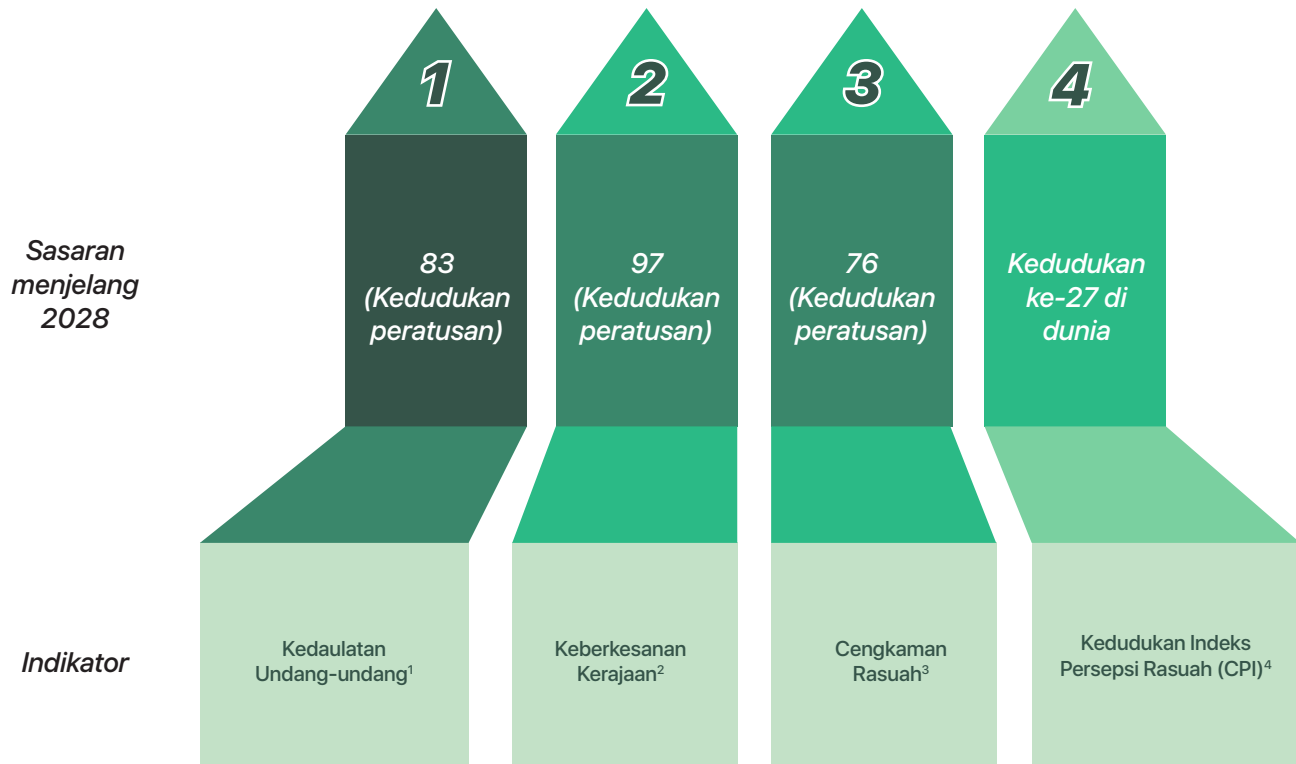 1
2
3
4
Sasaran
menjelang
2028
83
(Kedudukan
peratusan)
97
(Kedudukan
peratusan)
76
(Kedudukan
peratusan)
Kedudukan
ke-27 di
dunia
Indikator
Kedaulatan
Undang-undang¹
Keberkesanan
Kerajaan²
Cengkaman
Rasuah³
Kedudukan Indeks
Persepsi Rasuah (CPI)⁴